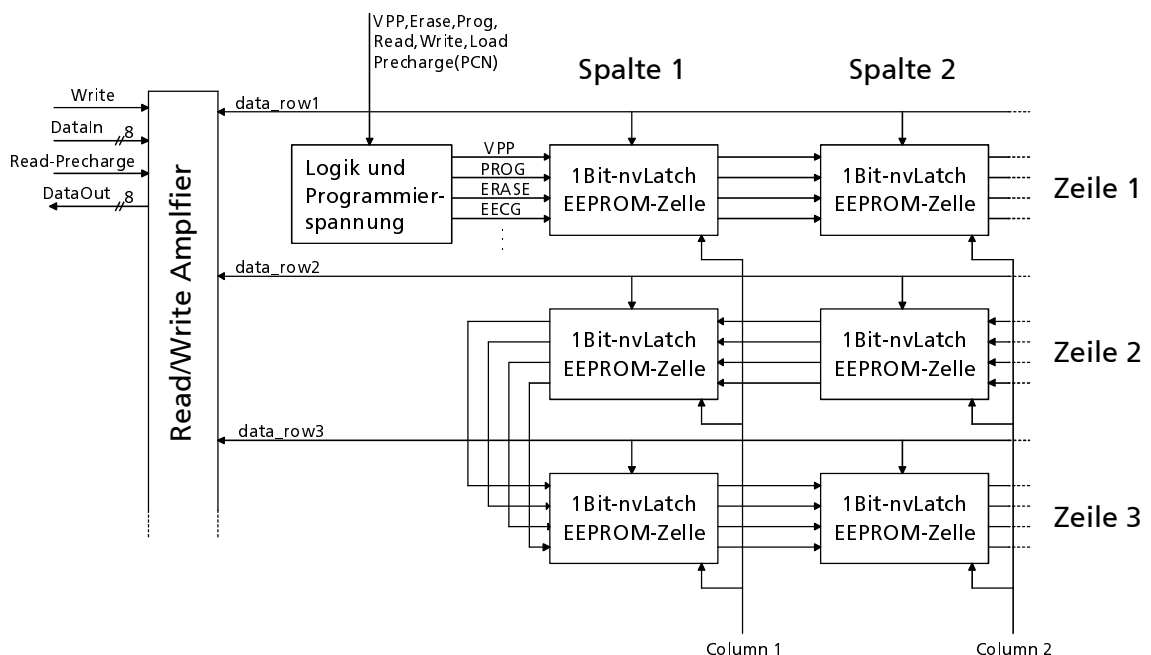 VPP,Erase,Prog,
Read,Write,Load
Precharge(PCN)
Spalte 1
Spalte 2
Write
DataIn
8
Read-Precharge
DataOut
8
Read/Write Amplfier
data_row1
Logik und
Programmier-
spannung
VPP
PROG
ERASE
EECG
1Bit-nvLatch
EEPROM-Zelle
1Bit-nvLatch
EEPROM-Zelle
Zeile 1
data_row2
1Bit-nvLatch
EEPROM-Zelle
1Bit-nvLatch
EEPROM-Zelle
Zeile 2
data_row3
1Bit-nvLatch
EEPROM-Zelle
1Bit-nvLatch
EEPROM-Zelle
Zeile 3
Column 1
Column 2